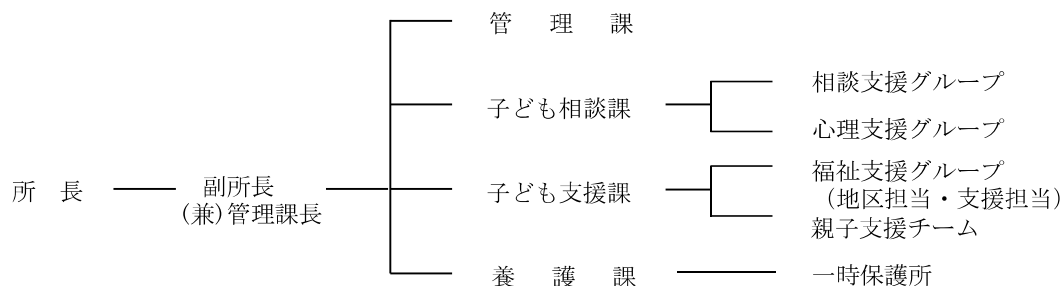 所 長
副所長
(兼)管理課長
管 理 課
子ども相談課
相談支援グループ
心理支援グループ
子ども支援課
福祉支援グループ
(地区担当・支援担当)
親子支援チーム
養 護 課
一時保護所